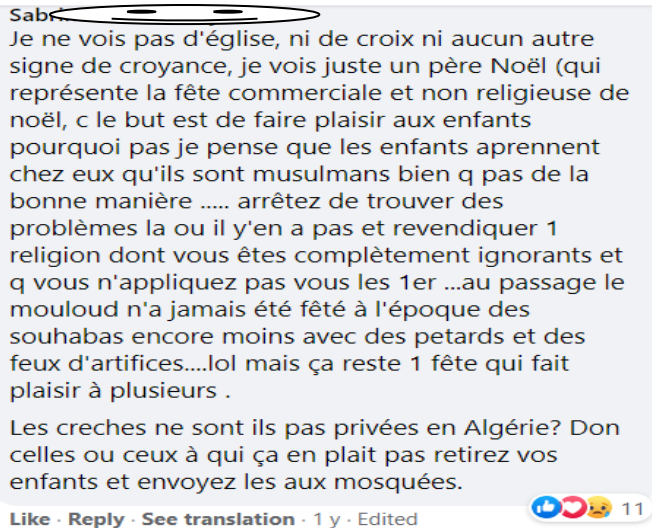 Je ne vois pas d'église, ni de croix ni aucun autre
signe de croyance, je vois juste un père Noël (qui
représente la fête commerciale et non religieuse de
noël, c le but est de faire plaisir aux enfants
pourquoi pas je pense que les enfants aprennent
chez eux qu'ils sont musulmans bien q pas de la
bonne manière ..... arrêtez de trouver des
problèmes la ou il y'en a pas et revendiquer 1
religion dont vous êtes complètement ignorants et
q vous n'appliquez pas vous les 1er ...au passage le
mouloud n'a jamais été fêté à l'époque des
souhabas encore moins avec des petards et des
feux d'artifices....lol mais ça reste 1 fête qui fait
plaisir à plusieurs .
Les creches ne sont ils pas privées en Algérie? Don
celles ou ceux à qui ça en plait pas retirez vos
enfants et envoyez les aux mosquées.
Like · Reply · See translation · 1 y · Edited
11